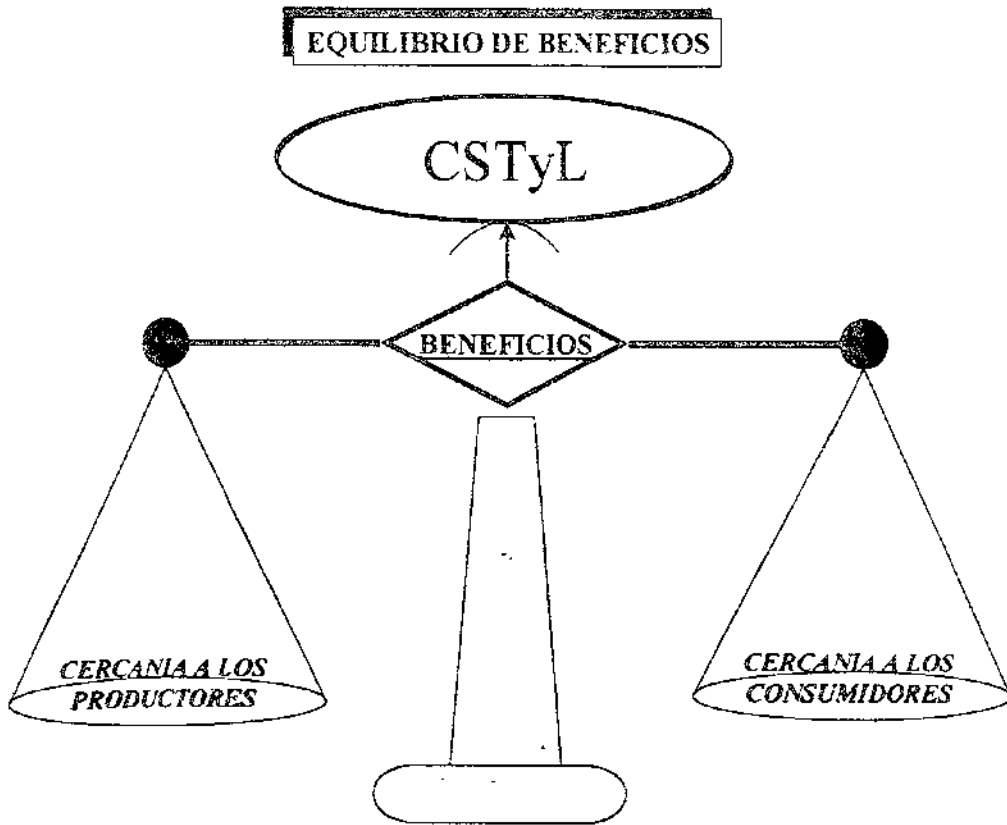 EQUILIBRIO DE BENEFICIOS
CSTyL
BENEFICIOS
CERCANIA A LOS
PRODUCTORES
CERCANIA A LOS
CONSUMIDORES